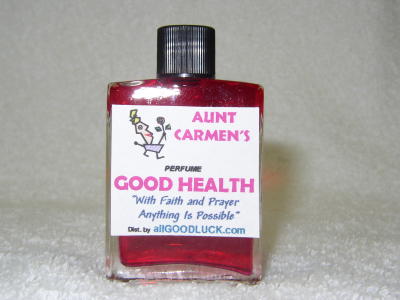 AUNT
CARMEN'S
PERFUME
GOOD HEALTH
"With Faith and Prayer
Anything Is Possible"
Dist. by allGOODLUCK.com